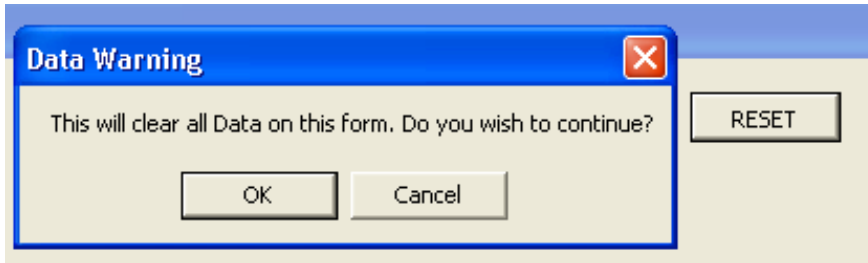 Data Warning
This will clear all Data on this form. Do you wish to continue?
RESET
OK
Cancel